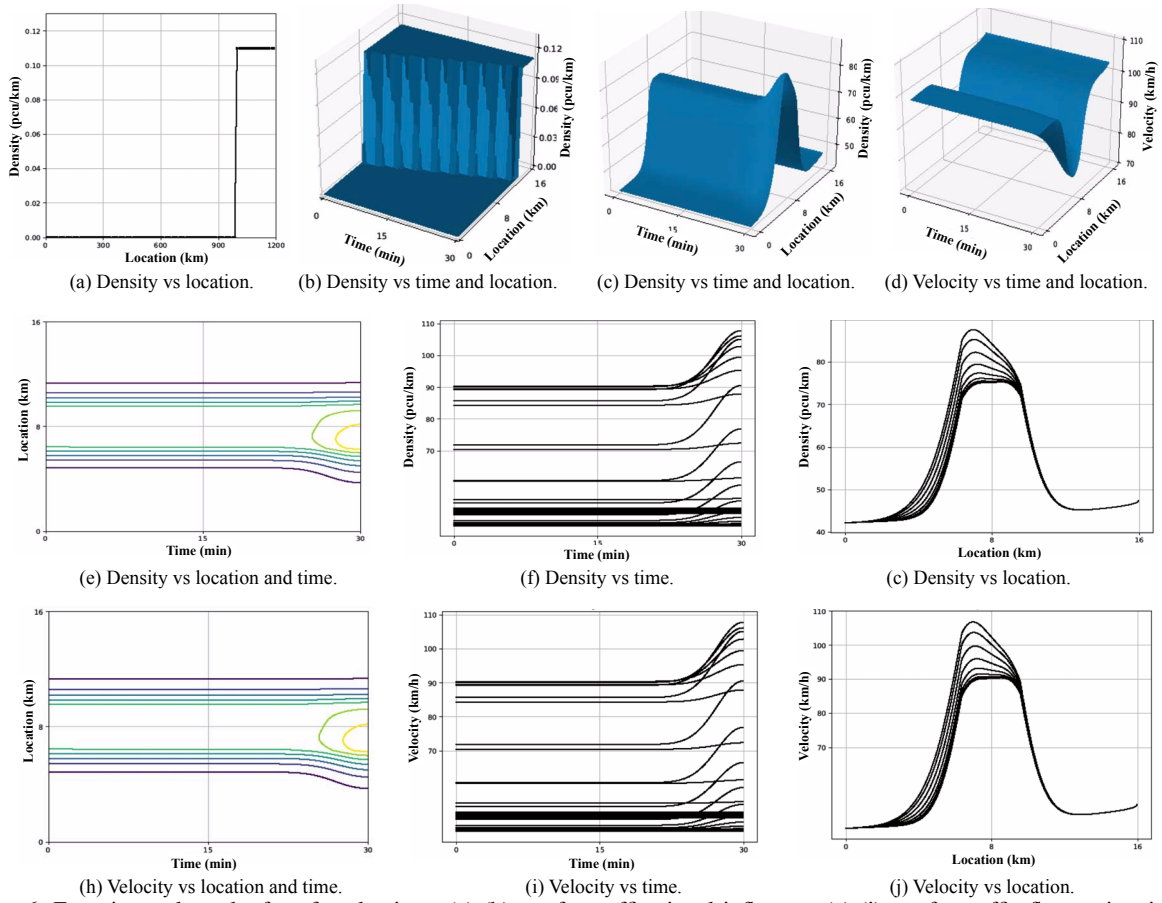 0.12
0.10
0.08
0.06
0.04
0.02
0.00
Density (pcu/km)
0 300 600 900 1200
Location (km)
(a) Density vs location.
0.12
0.09
0.06
0.03
0.00
Density (pcu/km)
0 15 30
Time (min)
0 8 16
Location (km)
(b) Density vs time and location.
80
70
60
50
Density (pcu/km)
0 15 30
Time (min)
0 8 16
Location (km)
(c) Density vs time and location.
110
100
90
80
70
Velocity (km/h)
0 15 30
Time (min)
0 8 16
Location (km)
(d) Velocity vs time and location.
16
8
0
Location (km)
0 15 30
Time (min)
(e) Density vs location and time.
110
100
90
80
70
Density (pcu/km)
0 15 30
Time (min)
(f) Density vs time.
80
70
60
50
40
Density (pcu/km)
0 8 16
Location (km)
(c) Density vs location.
16
8
0
Location (km)
0 15 30
Time (min)
(h) Velocity vs location and time.
110
100
90
80
70
Velocity (km/h)
0 15 30
Time (min)
(i) Velocity vs time.
110
100
90
80
70
Velocity (km/h)
0 8 16
Location (km)
(j) Velocity vs location.